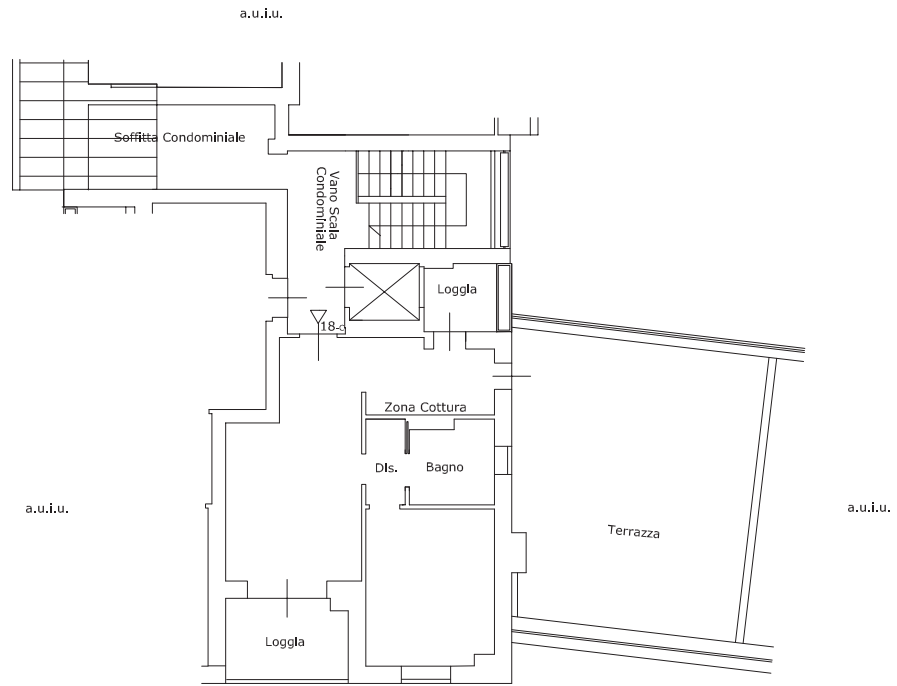 a.u.i.u.
Soffitta Condominiale
Vano Scala
Condominiale
Loggia
18-
Zona Cottura
Dis.
Bagno
a.u.i.u.
a.u.i.u.
Terrazza
Loggia